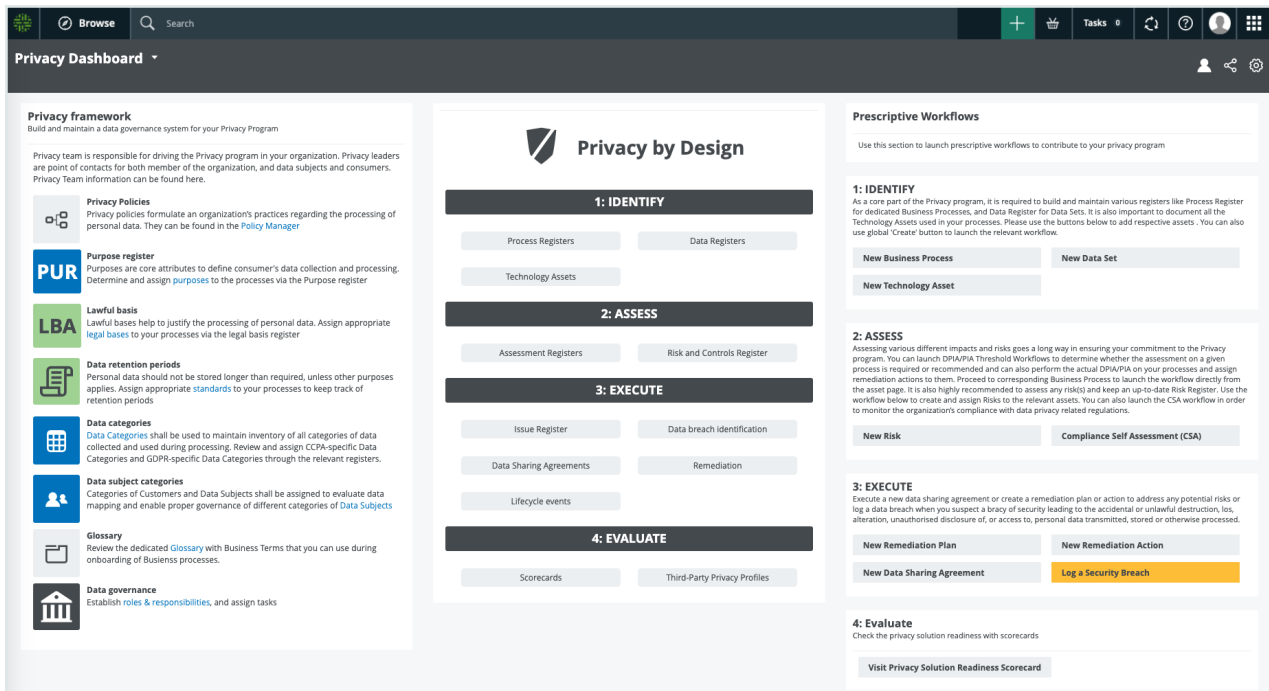 Browse
Search
Tasks 0
Privacy Dashboard
Privacy framework
Build and maintain a data governance system for your Privacy Program
Privacy team is responsible for driving the Privacy program in your organization. Privacy leaders
are point of contacts for both member of the organization, and data subjects and consumers.
Privacy Team information can be found here.
Privacy Policies
Privacy policies formulate an organization's practices regarding the processing of
personal data. They can be found in the Policy Manager
PUR
Purpose register
Purposes are core attributes to define consumer's data collection and processing.
Determine and assign purposes to the processes via the Purpose register
LBA
Lawful basis
Lawful bases help to justify the processing of personal data. Assign appropriate
legal bases to your processes via the legal basis register
Data retention periods
Personal data should not be stored longer than required, unless other purposes
applies. Assign appropriate standards to your processes to keep track of
retention periods
Data categories
Data Categories shall be used to maintain inventory of all categories of data
collected and used during processing. Review and assign CCPA-specific Data
Categories and GDPR-specific Data Categories through the relevant registers.
Data subject categories
Categories of Customers and Data Subjects shall be assigned to evaluate data
mapping and enable proper governance of different categories of Data Subjects
Glossary
Review the dedicated Glossary with Business Terms that you can use during
onboarding of Busienss processes.
Data governance
Establish roles & responsibilities, and assign tasks
Privacy by Design
1: IDENTIFY
Process Registers
Data Registers
Technology Assets
2: ASSESS
Assessment Registers
Risk and Controls Register
3: EXECUTE
Issue Register
Data breach identification
Data Sharing Agreements
Remediation
Lifecycle events
4: EVALUATE
Scorecards
Third-Party Privacy Profiles
Prescriptive Workflows
Use this section to launch prescriptive workflows to contribute to your privacy program
1: IDENTIFY
As a core part of the Privacy program, it is required to build and maintain various registers like Process Register
for dedicated Business Processes, and Data Register for Data Sets. It is also important to document all the
Technology Assets used in your processes. Please use the buttons below to add respective assets . You can also
use global 'Create' button to launch the relevant workflow.
New Business Process
New Data Set
New Technology Asset
2: ASSESS
Assessing various different impacts and risks goes a long way in ensuring your commitment to the Privacy
program. You can launch DPIA/PIA Threshold Workflows to determine whether the assessment on a given
process is required or recommended and can also perform the actual DPIA/PIA on your processes and assign
remediation actions to them. Proceed to corresponding Business Process to launch the workflow directly from
the asset page. It is also highly recommended to assess any risk(s) and keep an up-to-date Risk Register. Use the
workflow below to create and assign Risks to the relevant assets. You can also launch the CSA workflow in order
to monitor the organization's compliance with data privacy related regulations.
New Risk
Compliance Self Assessment (CSA)
3: EXECUTE
Execute a new data sharing agreement or create a remediation plan or action to address any potential risks or
log a data breach when you suspect a bracy of security leading to the accidental or unlawful destruction, los,
alteration, unauthorised disclosure of, or access to, personal data transmitted, stored or otherwise processed.
New Remediation Plan
New Remediation Action
New Data Sharing Agreement
Log a Security Breach
4: Evaluate
Check the privacy solution readiness with scorecards
Visit Privacy Solution Readiness Scorecard